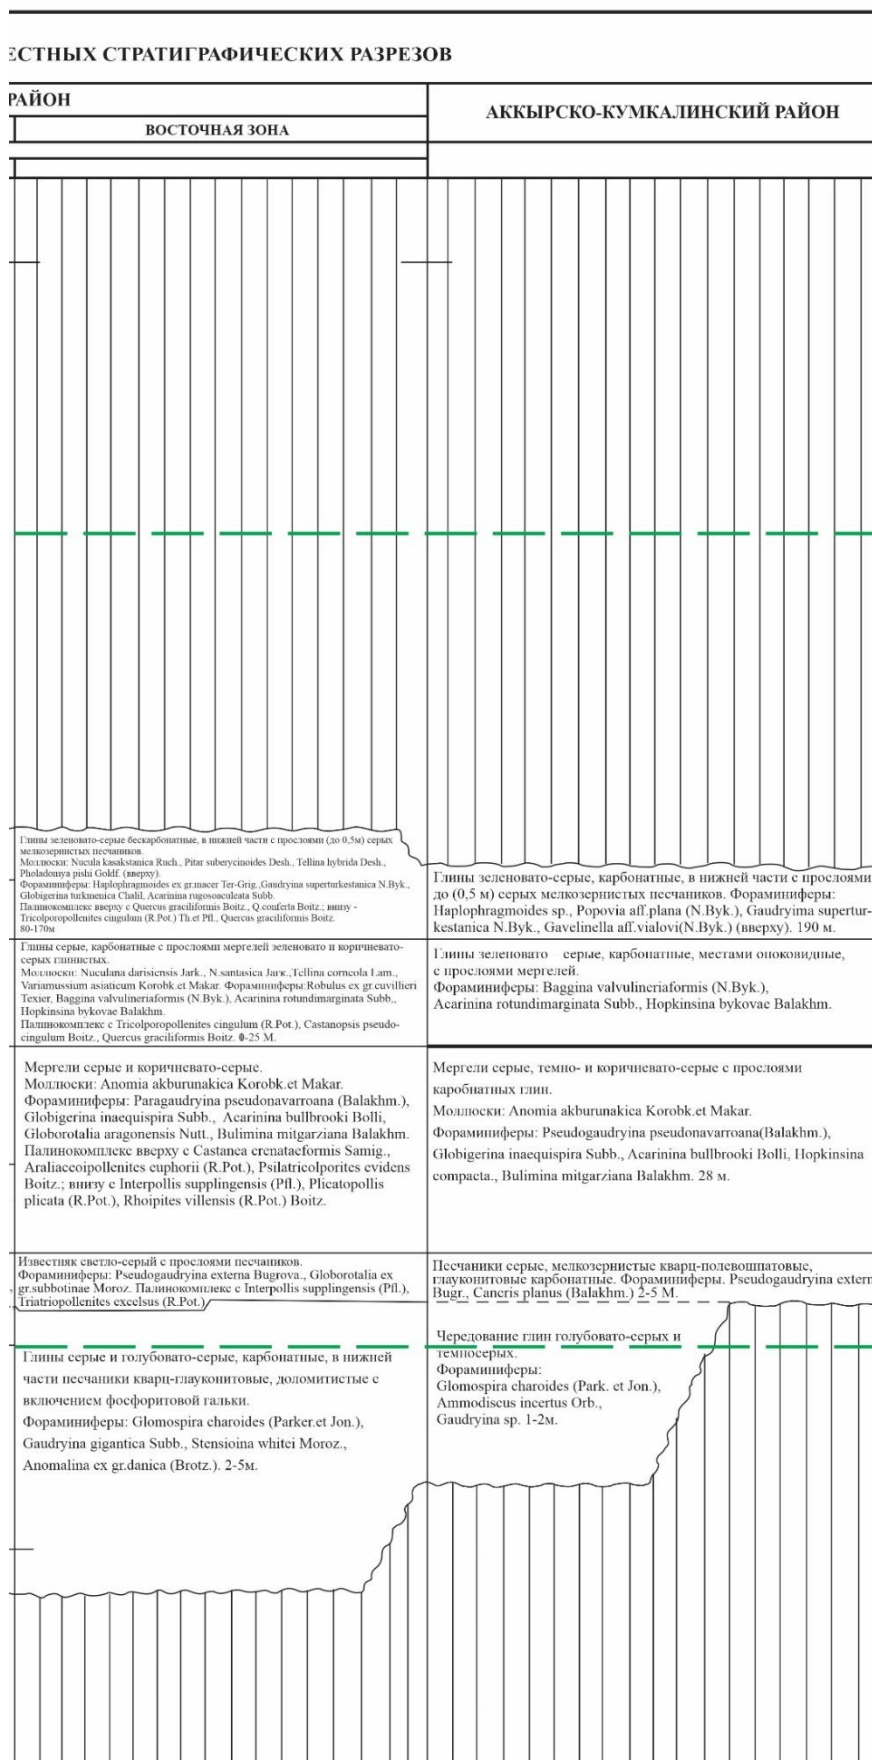 ЕСТНЫХ СТРАТИГРАФИЧЕСКИХ РАЗРЕЗОВ
РАЙОН
ВОСТОЧНАЯ ЗОНА
АККЫРСКО-КУМКАЛИНСКИЙ РАЙОН
Глины зеленовато-серые бескарбонатные, в нижней части с прослоями (до 0,5м) серых
мелкозернистых песчаников.
Моллюски: Nucula kasakstanica Ruch., Pitar suberycinoides Desh., Tellina hybrida Desh.,
Pholadomya pishi Goldf. (вверху).
Фораминиферы: Haplophragmoides ex gr.macer Ter-Grig.,Gaudryina superturkestanica N.Byk.,
Globigerina turkmenica Chalil, Acarinina rugosoaculeata Subb.
Палинокомплекс вверху с Quercus graciliformis Boitz., Q.conferta Boitz.; внизу -
Tricolporopollenites cingulum (R.Pot.) Th.et Pfl., Quercus graciliformis Boitz.
80-170м
Глины серые, карбонатные с прослоями мергелей зеленовато и коричневато-
серых глинистых.
Моллюски: Nuculana darisiensis Jark., N.santasica Jark.,Tellina corneola Lam.,
Variamussium asiaticum Korobk.et Makar. Фораминиферы:Robulus ex gr.cuvillieri
Texier, Baggina valvulineriaformis (N.Byk.), Acarinina rotundimarginata Subb.,
Hopkinsina bykovae Balakhm.
Палинокомплекс с Tricolporopollenites cingulum (R.Pot.), Castanopsis pseudo-
cingulum Boitz., Quercus graciliformis Boitz. 0-25 М.
Мергели серые и коричневато-серые.
Моллюски: Anomia akburunakica Korobk.et Makar.
Фораминиферы: Paragaudryina pseudonavarroana (Balakhm.),
Globigerina inaequispira Subb., Acarinina bullbrooki Bolli,
Globorotalia aragonensis Nutt., Bulimina mitgarziana Balakhm.
Палинокомплекс вверху с Castanea crenataeformis Samig.,
Araliaceoipollenites euphorii (R.Pot.), Psilatricolporites evidens
Boitz.; внизу с Interpollis supplingensis (Pfl.), Plicatopollis
plicata (R.Pot.), Rhoipites villensis (R.Pot.) Boitz.
Известняк светло-серый с прослоями песчаников.
Фораминиферы: Pseudogaudryina externa Bugrova., Globorotalia ex
gr.subbotinae Moroz. Палинокомплекс с Interpollis supplingensis (Pfl.),
Triatriopollenites excelsus (R.Pot.)
Глины серые и голубовато-серые, карбонатные, в нижней
части песчаники кварц-глауконитовые, доломитистые с
включением фосфоритовой гальки.
Фораминиферы: Glomospira charoides (Parker.et Jon.),
Gaudryina gigantica Subb., Stensioina whitei Moroz.,
Anomalina ex gr.danica (Brotz.). 2-5м.
Глины зеленовато-серые, карбонатные, в нижней части с прослоями
до (0,5 м) серых мелкозернистых песчаников. Фораминиферы:
Haplophragmoides sp., Popovia aff.plana (N.Byk.), Gaudryima supertur-
kestanica N.Byk., Gavelinella aff.vialovi(N.Byk.) (вверху). 190 м.
Глины зеленовато серые, карбонатные, местами опоковидные,
с прослоями мергелей.
Фораминиферы: Baggina valvulineriaformis (N.Byk.),
Acarinina rotundimarginata Subb., Hopkinsina bykovae Balakhm.
Мергели серые, темно- и коричневато-серые с прослоями
каробнатных глин.
Моллюски: Anomia akburunakica Korobk.et Makar.
Фораминиферы: Pseudogaudryina pseudonavarroana(Balakhm.),
Globigerina inaequispira Subb., Acarinina bullbrooki Bolli, Hopkinsina
compacta., Bulimina mitgarziana Balakhm. 28 м.
Песчаники серые, мелкозернистые кварц-полевошпатовые,
глауконитовые карбонатные. Фораминиферы. Pseudogaudryina extern
Bugr., Cancris planus (Balakhm.) 2-5 М.
Чередование глин голубовато-серых и
темносерых.
Фораминиферы:
Glomospira charoides (Park. et Jon.),
Ammodiscus incertus Orb.,
Gaudryina sp. 1-2м.